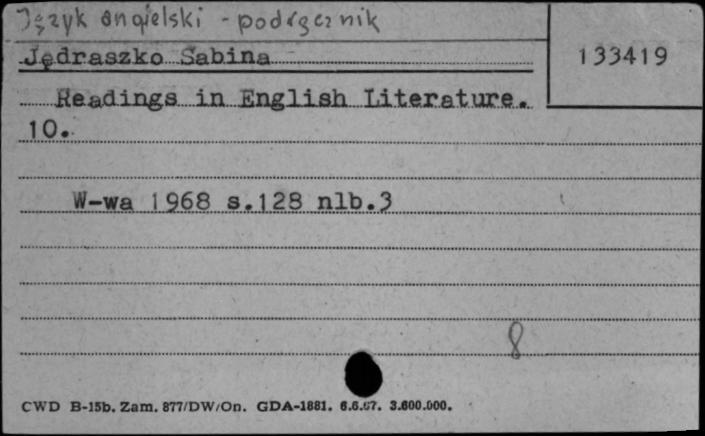 Język angielski - podręcznik
Jędraszko Sabina
133419
Readings in English Literature.
10.
W-wa 1968 s.128 nlb.3
8
CWD B-15b. Zam. 877/DW/On. GDA-1881. 6.6.67. 3.600.000.